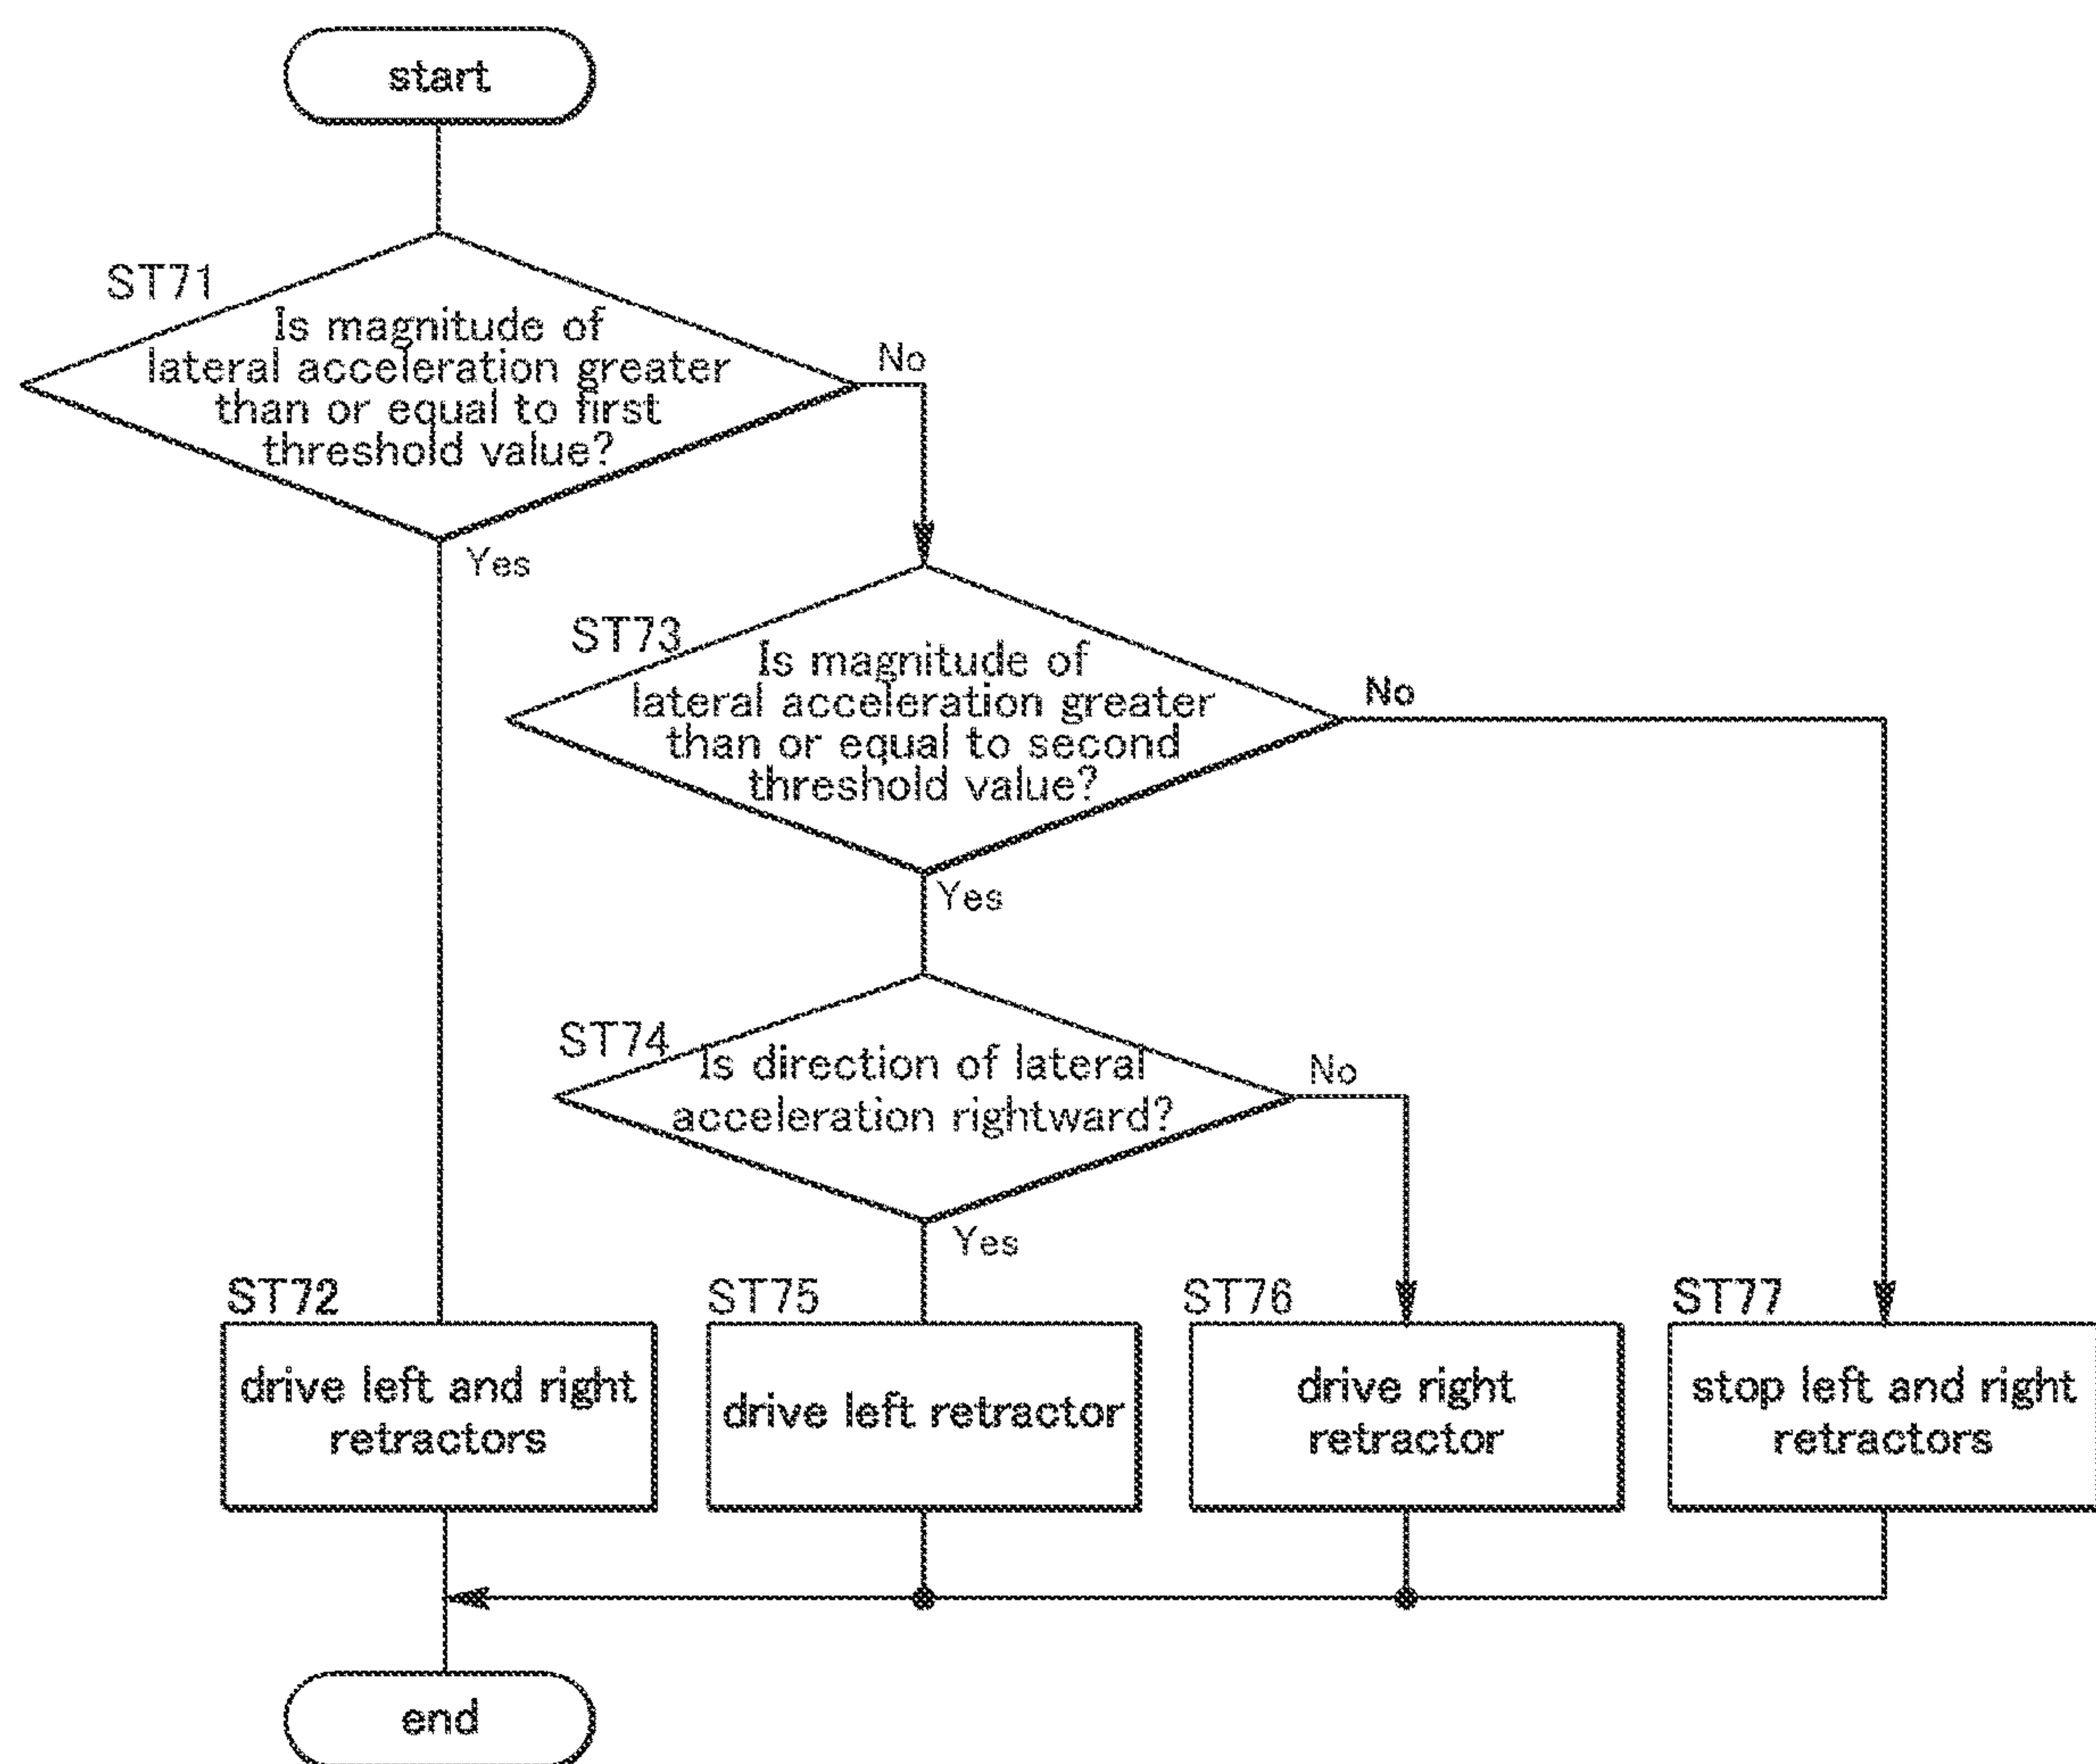 start
ST71
Is magnitude of
lateral acceleration greater
than or equal to first
threshold value?
No
Yes
ST73
Is magnitude of
lateral acceleration greater
than or equal to second
threshold value?
No
Yes
ST74
Is direction of lateral
acceleration rightward?
No
Yes
ST72
drive left and right
retractors
ST75
drive left retractor
ST76
drive right
retractor
ST77
stop left and right
retractors
end